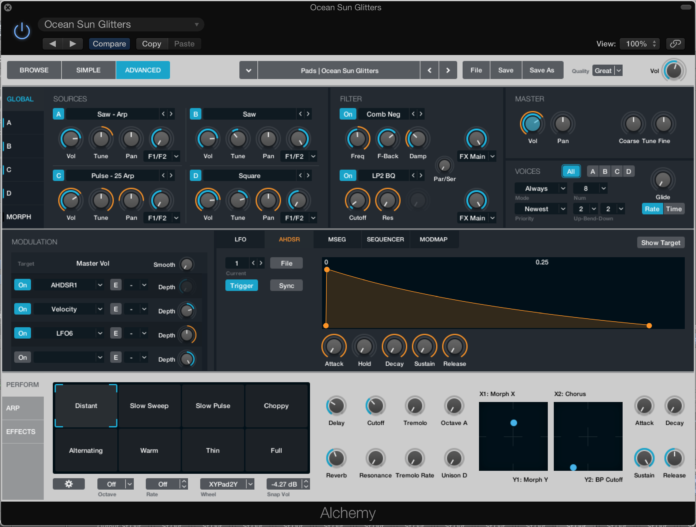 Ocean Sun Glitters
Ocean Sun Glitters
Compare Copy Paste View: 100%
BROWSE SIMPLE ADVANCED Pads | Ocean Sun Glitters File Save Save As Quality Great Vol
GLOBAL SOURCES FILTER MASTER
A Saw - Arp B Saw On Comb Neg
A
Vol Tune Pan F1/F2 Vol Tune Pan F1/F2 Freq F-Back Damp FX Main Vol Pan Coarse Tune Fine
B
Par/Ser
C
C Pulse - 25 Arp D Square On LP2 BQ VOICES All A B C D
D
Always 8
Mode Num Glide
MORPH Vol Tune Pan F1/F2 Vol Tune Pan F1/F2 Cutoff Res FX Main Newest 2 2 Rate Time
Priority Up-Bend-Down
MODULATION LFO AHDSR MSEG SEQUENCER MODMAP Show Target
Target Master Vol Smooth 1 File 0 0.25
Current
On AHDSR1 E - Depth Trigger Sync
On Velocity E - Depth
On LFO6 E - Depth
On E - Depth Attack Hold Decay Sustain Release
PERFORM
ARP
EFFECTS
Distant Slow Sweep Slow Pulse Choppy
Alternating Warm Thin Full
Off Off XYPad2Y -4.27 dB
Octave Rate Wheel Snap Vol
Delay Cutoff Tremolo Octave A
Reverb Resonance Tremolo Rate Unison D
X1: Morph X X2: Chorus
Y1: Morph Y Y2: BP Cutoff
Attack Decay
Sustain Release
Alchemy